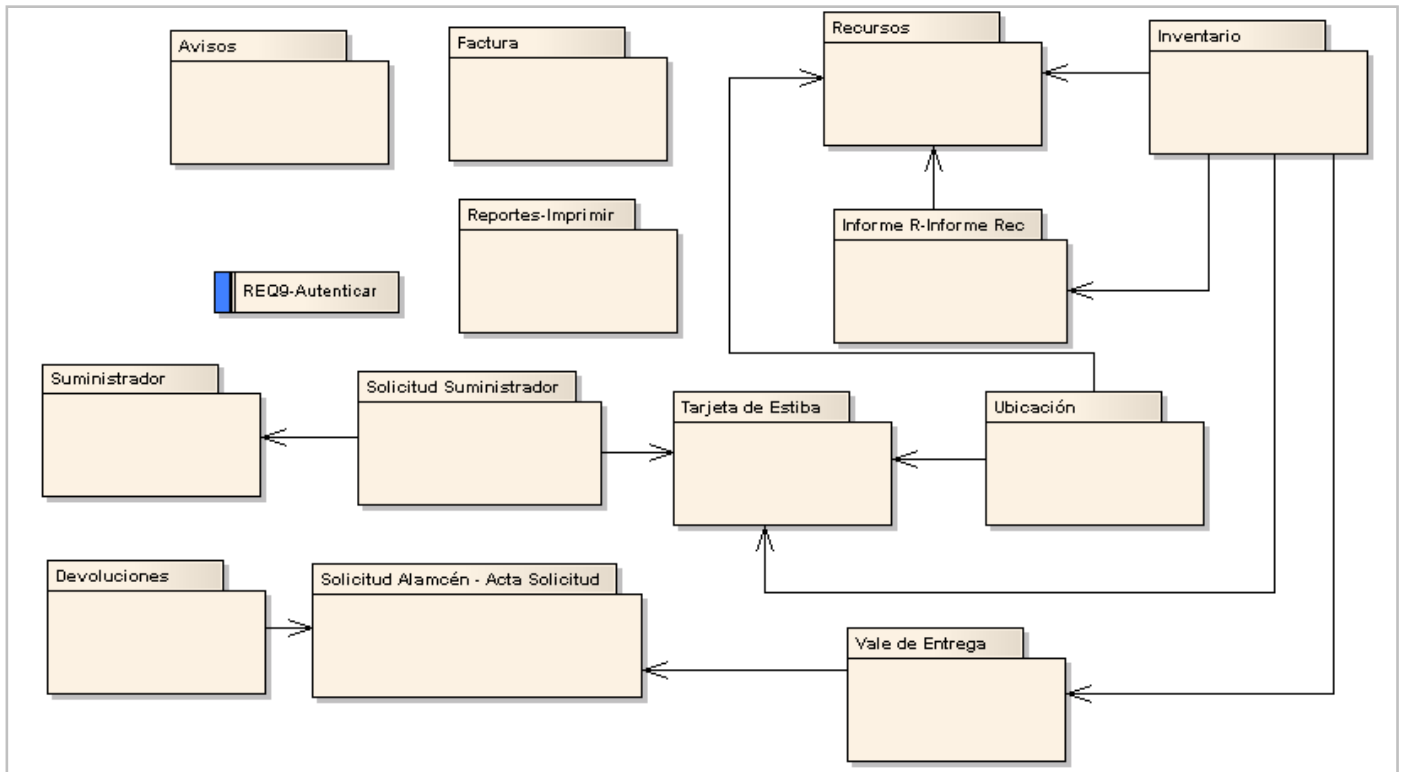 Avisos
Factura
Recursos
Inventario
Reportes-Imprimir
Informe R-Informe Rec
REQ9-Autenticar
Suministrador
Solicitud Suministrador
Tarjeta de Estiba
Ubicación
Devoluciones
Solicitud Alamcén - Acta Solicitud
Vale de Entrega